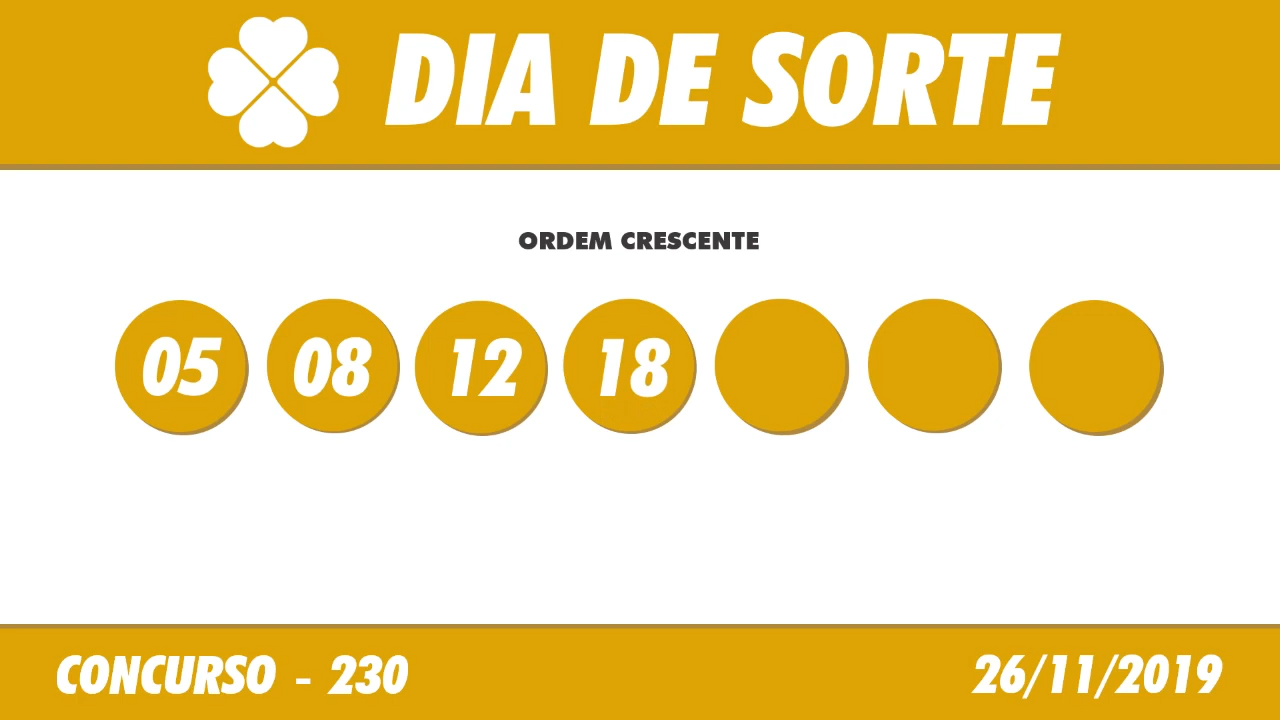 DIA DE SORTE
ORDEM CRESCENTE
05 08 12 18
CONCURSO - 230 26/11/2019